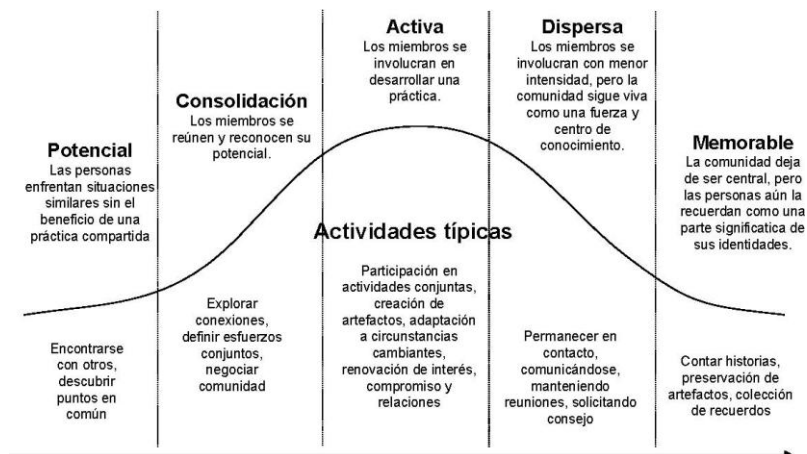 Potencial
Las personas
enfrentan situaciones
similares sin el
beneficio de una
práctica compartida
Consolidación
Los miembros se
reúnen y reconocen su
potencial.
Activa
Los miembros se
involucran en
desarrollar una
práctica.
Dispersa
Los miembros se
involucran con menor
intensidad, pero la
comunidad sigue viva
como una fuerza y
centro de
conocimiento.
Memorable
La comunidad deja
de ser central, pero
las personas aún la
recuerdan como una
parte significatica de
sus identidades.
Actividades típicas
Encontrarse
con otros,
descubrir
puntos en
común
Explorar
conexiones,
definir esfuerzos
conjuntos,
negociar
comunidad
Participación en
actividades conjuntas,
creación de
artefactos, adaptación
a circunstancias
cambiantes,
renovación de interés,
compromiso y
relaciones
Permanecer en
contacto,
comunicándose,
manteniendo
reuniones, solicitando
consejo
Contar historias,
preservación de
artefactos, colección
de recuerdos